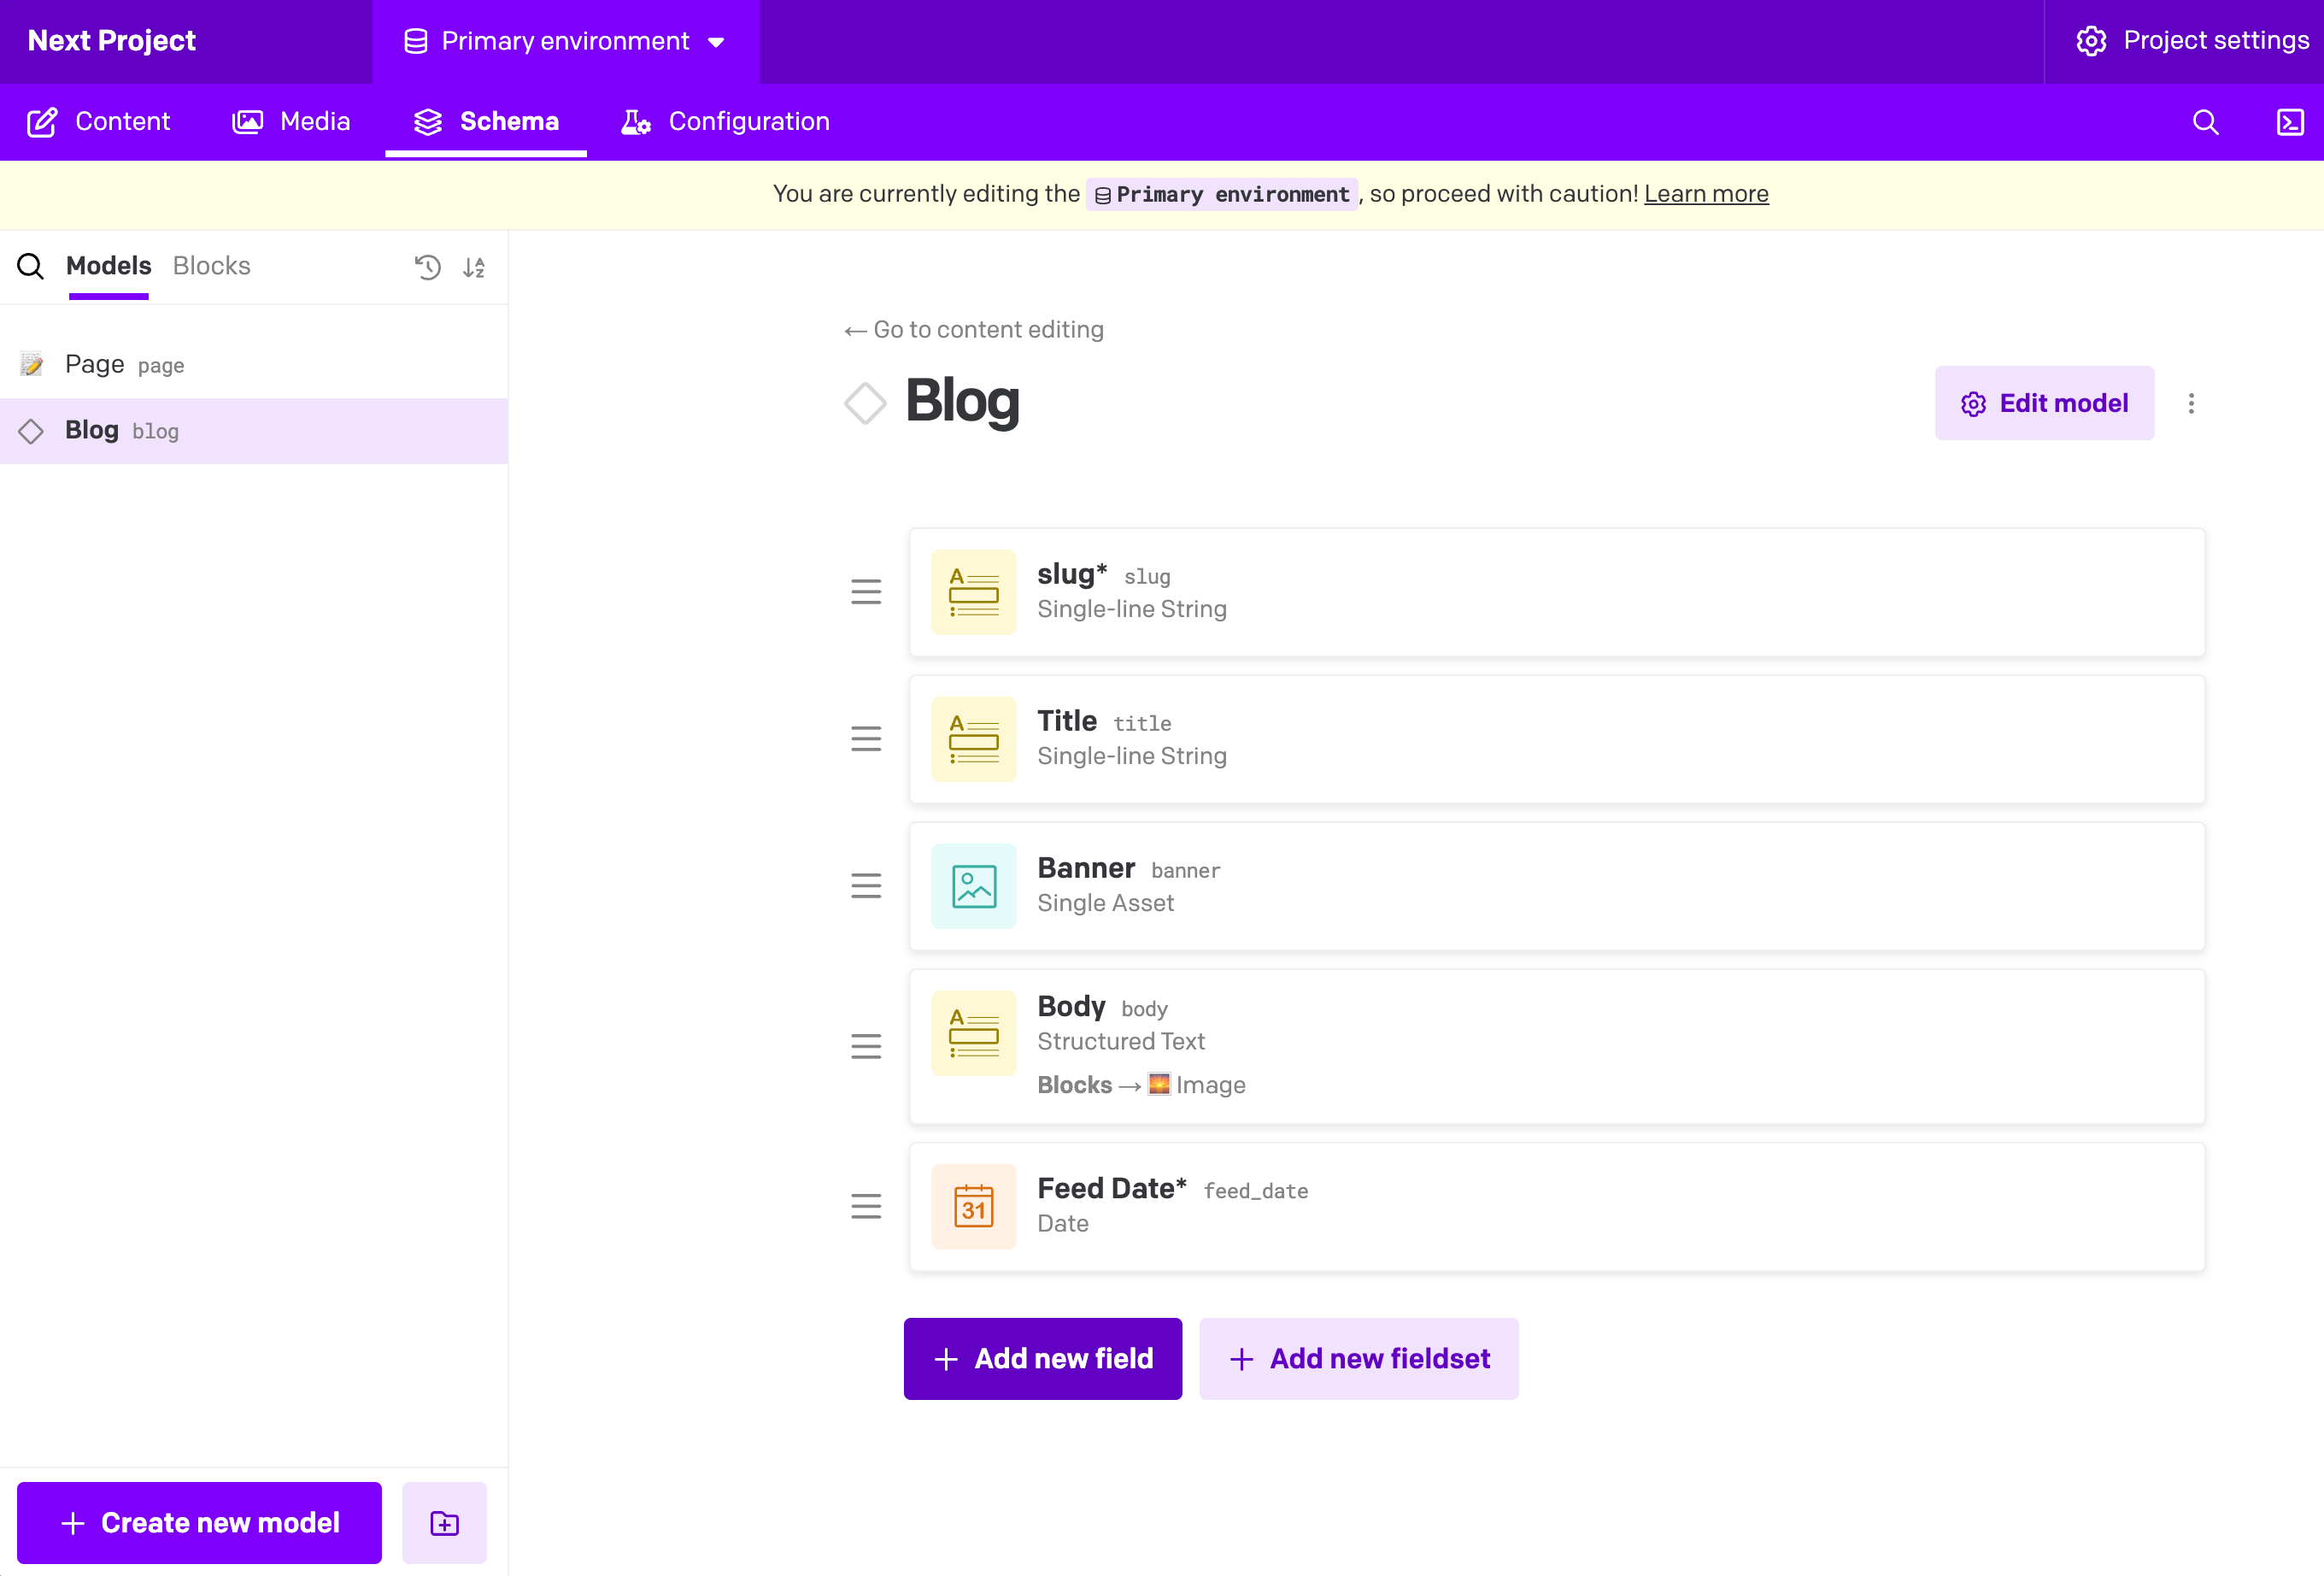 Next Project
Primary environment
Project settings
Content
Media
Schema
Configuration
You are currently editing the Primary environment, so proceed with caution! Learn more
Models
Blocks
Page page
Blog blog
← Go to content editing
Blog
Edit model
slug* slug
Single-line String
Title title
Single-line String
Banner banner
Single Asset
Body body
Structured Text
Blocks → Image
31
Feed Date* feed_date
Date
+ Add new field
+ Add new fieldset
+ Create new model